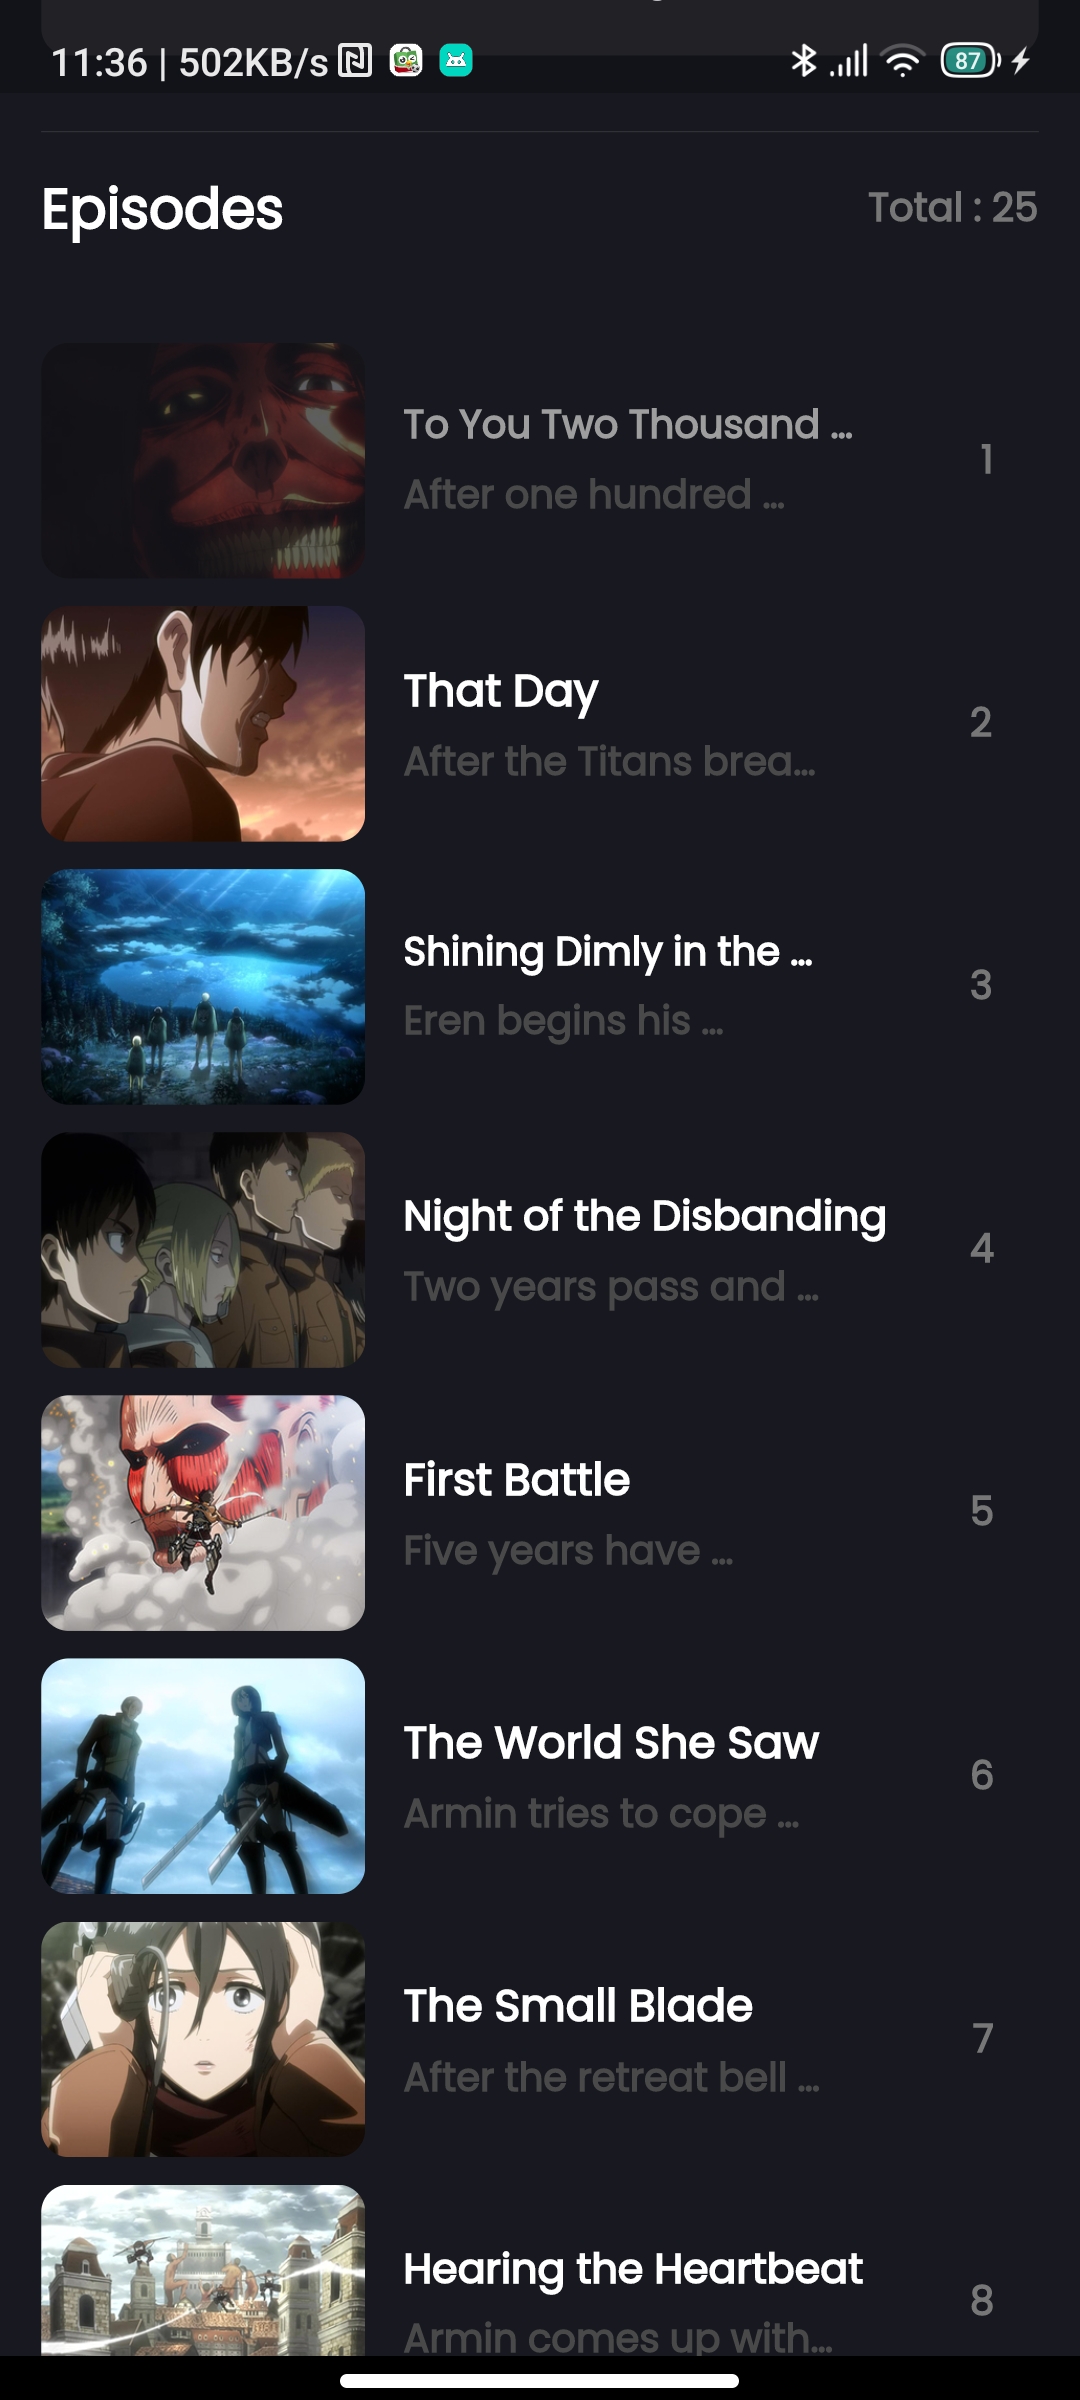 11:36 | 502KB/s
87
Episodes
Total : 25
To You Two Thousand ...
1
After one hundred ...
That Day
2
After the Titans brea...
Shining Dimly in the ...
3
Eren begins his ...
Night of the Disbanding
4
Two years pass and ...
First Battle
5
Five years have ...
The World She Saw
6
Armin tries to cope ...
The Small Blade
7
After the retreat bell ...
Hearing the Heartbeat
8
Armin comes up with...